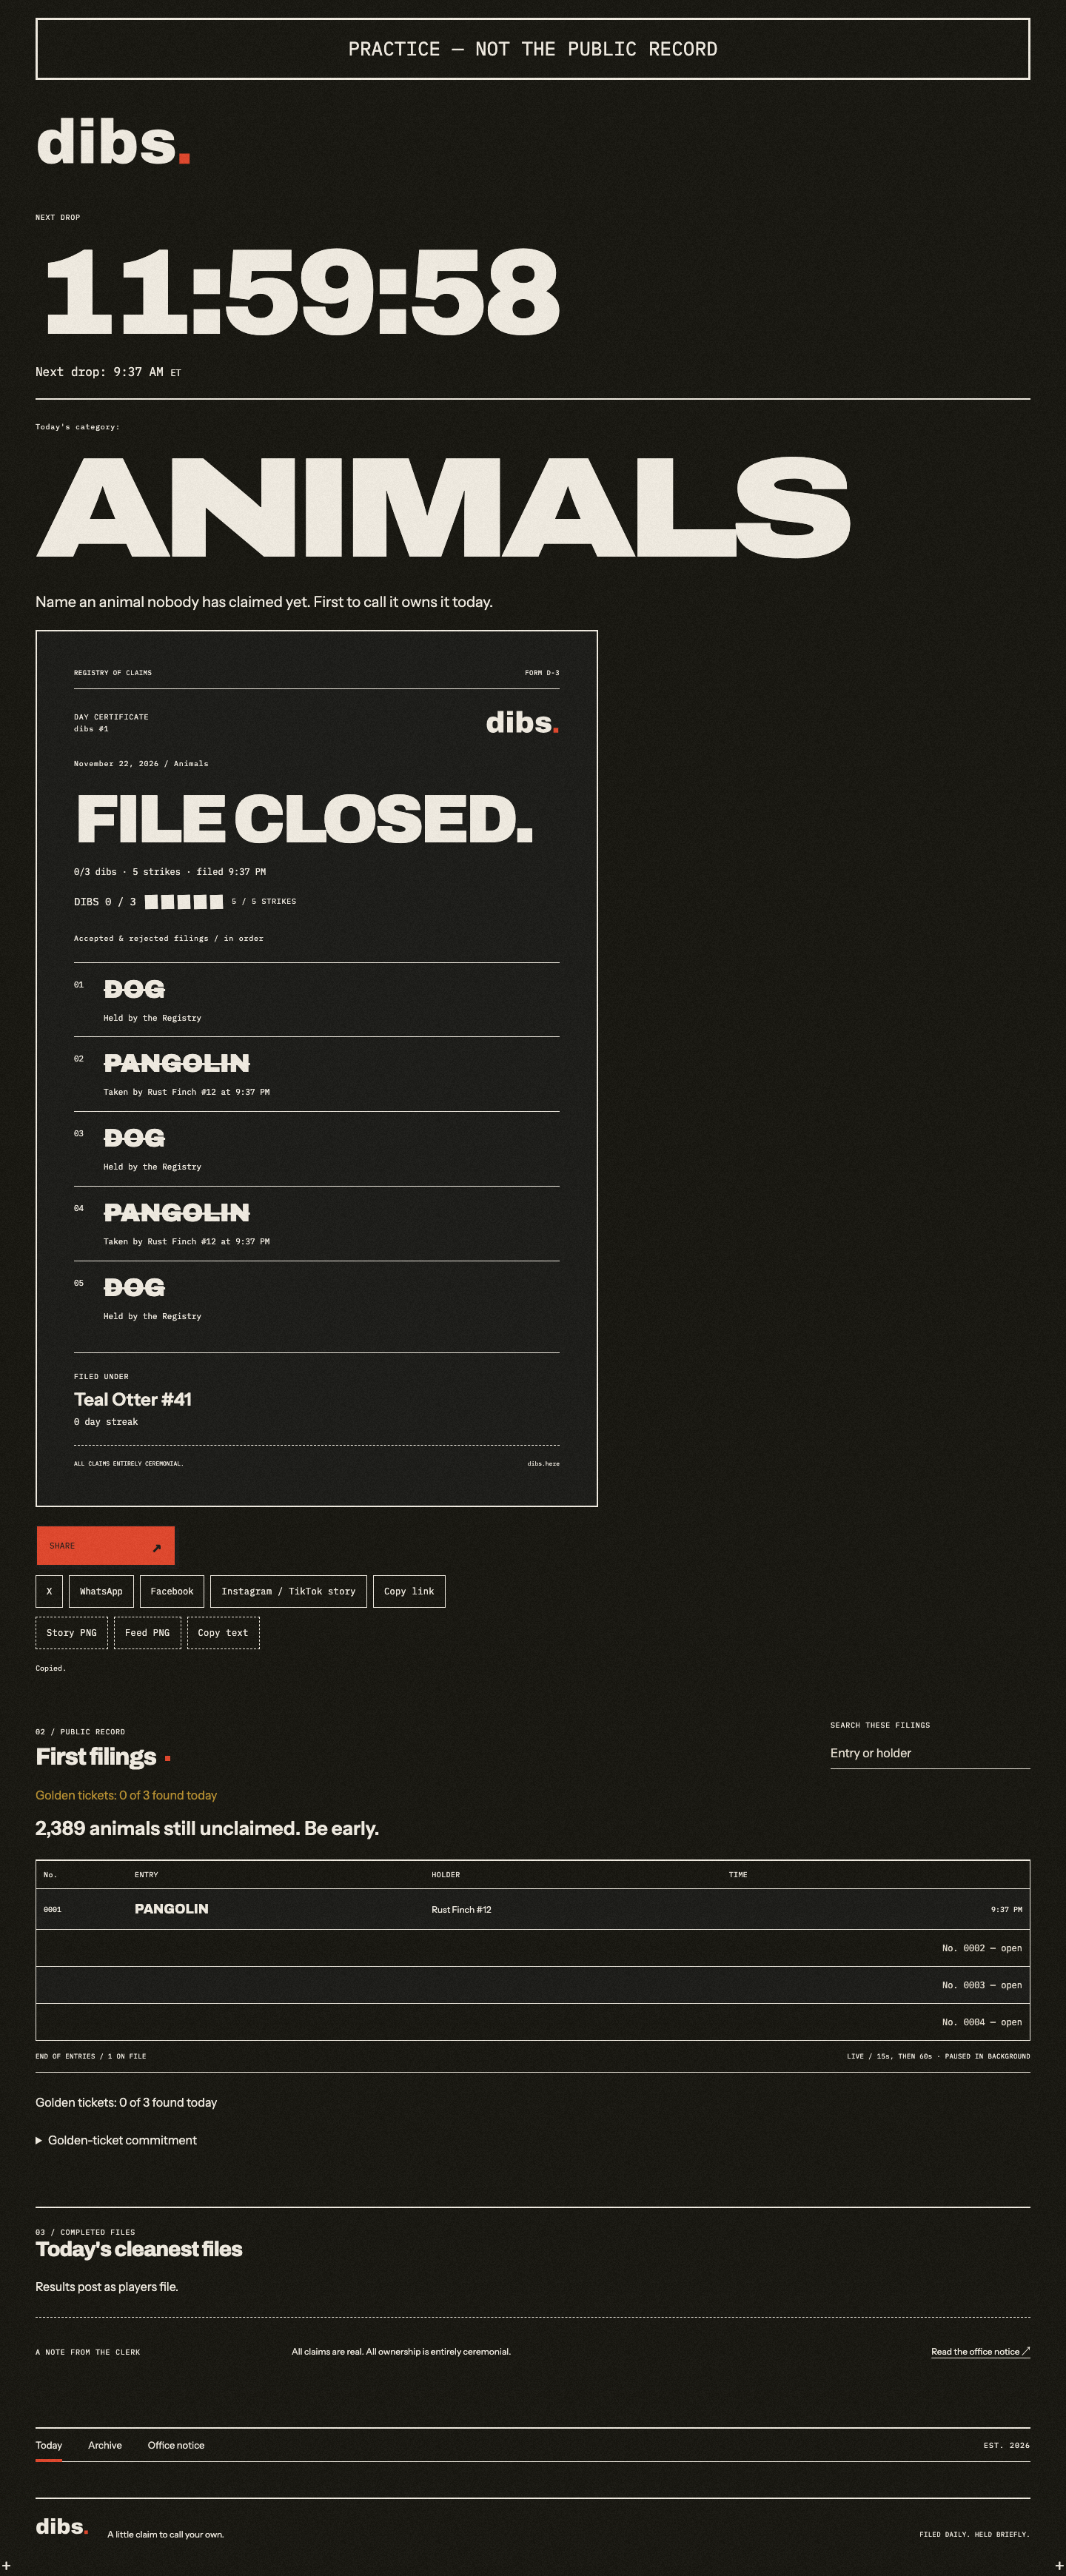 PRACTICE — NOT THE PUBLIC RECORD
dibs.
NEXT DROP
11:59:58
Next drop: 9:37 AM ET
Today's category:
ANIMALS
Name an animal nobody has claimed yet. First to call it owns it today.
REGISTRY OF CLAIMS FORM D-3
DAY CERTIFICATE
dibs #1
dibs.
November 22, 2026 / Animals
FILE CLOSED.
0/3 dibs · 5 strikes · filed 9:37 PM
DIBS 0 / 3 5 / 5 STRIKES
Accepted & rejected filings / in order
01 DOG
Held by the Registry
02 PANGOLIN
Taken by Rust Finch #12 at 9:37 PM
03 DOG
Held by the Registry
04 PANGOLIN
Taken by Rust Finch #12 at 9:37 PM
05 DOG
Held by the Registry
FILED UNDER
Teal Otter #41
0 day streak
ALL CLAIMS ENTIRELY CEREMONIAL. dibs.here
SHARE ↗
X WhatsApp Facebook Instagram / TikTok story Copy link
Story PNG Feed PNG Copy text
Copied.
02 / PUBLIC RECORD
First filings
SEARCH THESE FILINGS
Entry or holder
Golden tickets: 0 of 3 found today
2,389 animals still unclaimed. Be early.
No. ENTRY HOLDER TIME
0001 PANGOLIN Rust Finch #12 9:37 PM
No. 0002 — open
No. 0003 — open
No. 0004 — open
END OF ENTRIES / 1 ON FILE LIVE / 15s, THEN 60s · PAUSED IN BACKGROUND
Golden tickets: 0 of 3 found today
▶ Golden-ticket commitment
03 / COMPLETED FILES
Today's cleanest files
Results post as players file.
A NOTE FROM THE CLERK All claims are real. All ownership is entirely ceremonial. Read the office notice ↗
Today Archive Office notice EST. 2026
dibs. A little claim to call your own. FILED DAILY. HELD BRIEFLY.
+ +